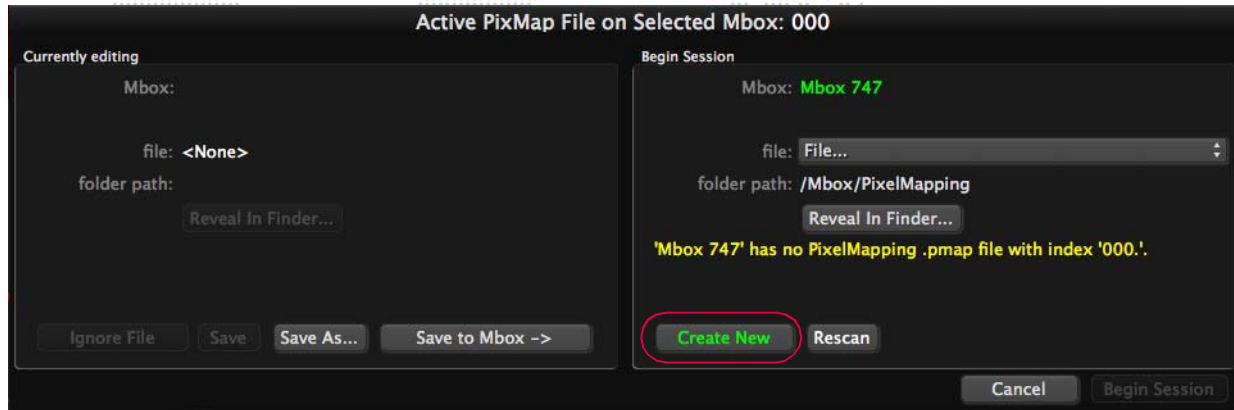 Active PixMap File on Selected Mbox: 000
Currently editing
Mbox:
file: <None>
folder path:
Reveal In Finder...
Ignore File
Save
Save As...
Save to Mbox ->
Begin Session
Mbox: Mbox 747
file: File...
folder path: /Mbox/PixelMapping
Reveal In Finder...
'Mbox 747' has no PixelMapping .pmap file with index '000.'.
Create New
Rescan
Cancel
Begin Session